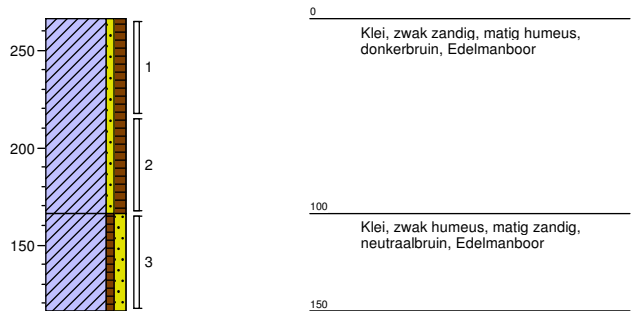 0
Klei, zwak zandig, matig humeus,
donkerbruin, Edelmanboor
250
1
200
2
100
Klei, zwak humeus, matig zandig,
neutraalbruin, Edelmanboor
150
3
150